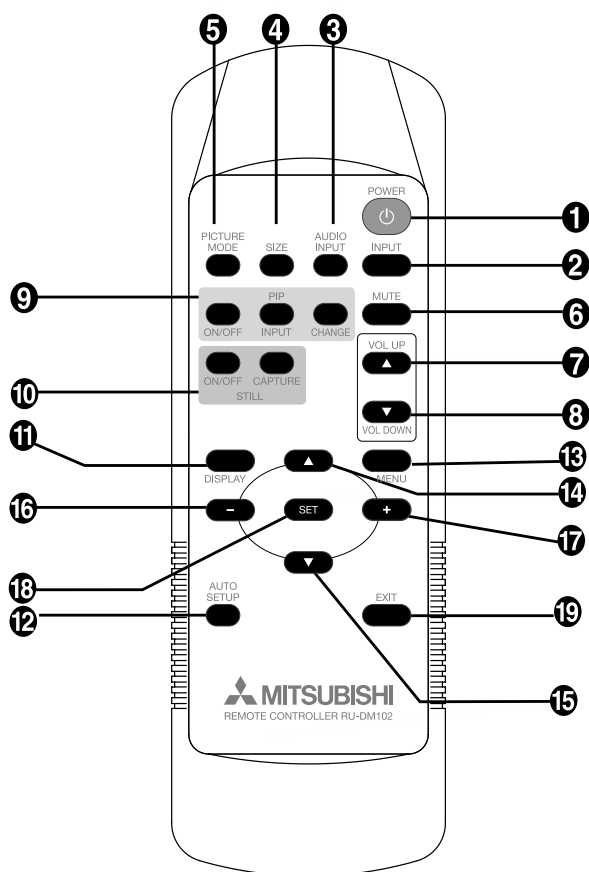 5 4 3
POWER
1
PICTURE MODE
SIZE
AUDIO INPUT
INPUT
2
9
PIP
ON/OFF
INPUT
CHANGE
MUTE
6
VOL UP
7
10
ON/OFF
CAPTURE
STILL
8
VOL DOWN
11
DISPLAY
MENU
13
14
16
−
SET
+
17
18
AUTO SETUP
12
EXIT
19
MITSUBISHI
15
REMOTE CONTROLLER RU-DM102